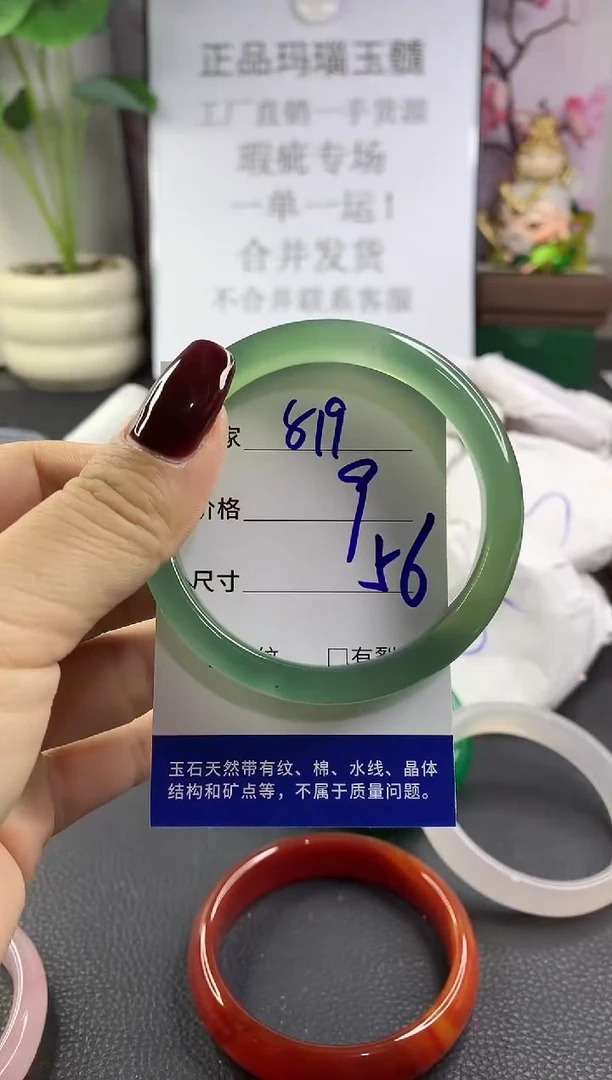 正品玛瑙玉髓
工厂直销一手货源
瑕疵专场
一单一运！
合并发货
不合并联系客服
家 819
价格 9
尺寸 56
纹 □有裂
玉石天然带有纹、棉、水线、晶体
结构和矿点等，不属于质量问题。